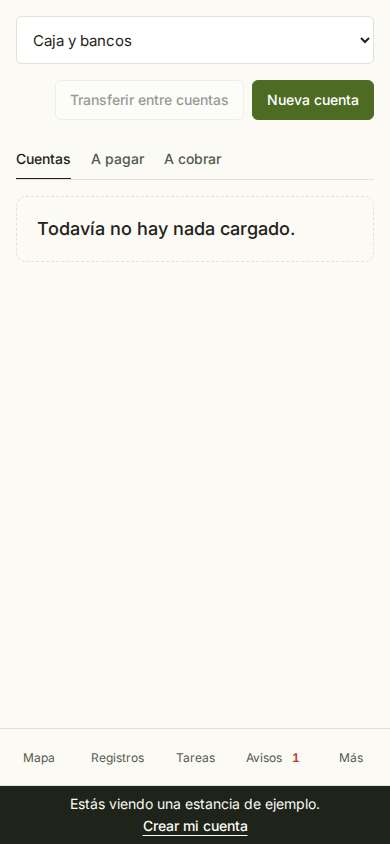 Caja y bancos
Transferir entre cuentas
Nueva cuenta
Cuentas
A pagar
A cobrar
Todavía no hay nada cargado.
Mapa
Registros
Tareas
Avisos 1
Más
Estás viendo una estancia de ejemplo.
Crear mi cuenta